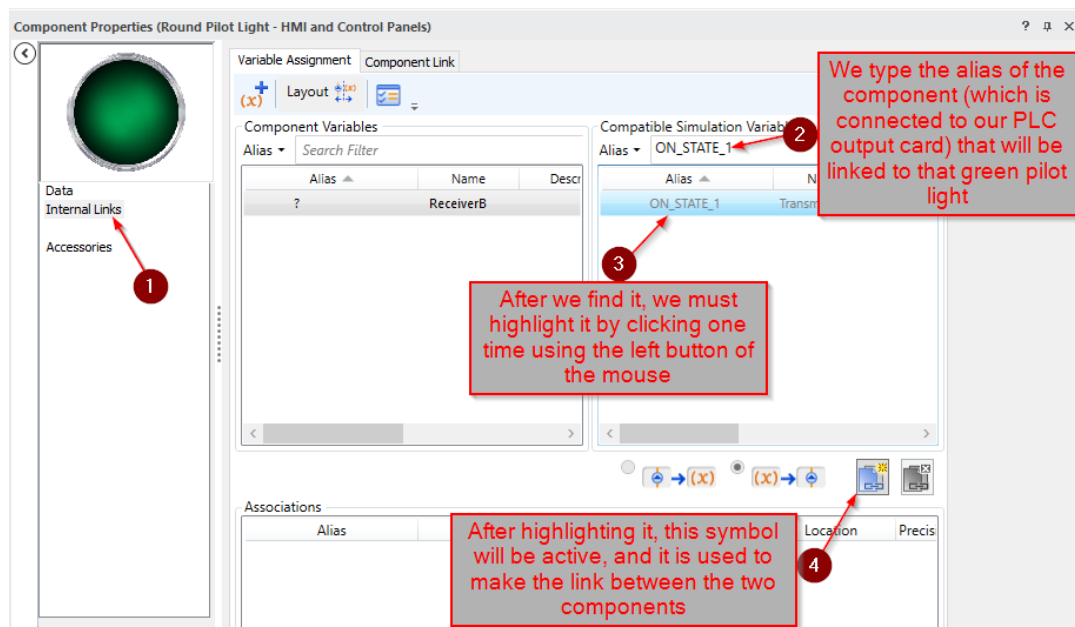 Component Properties (Round Pilot Light - HMI and Control Panels)
Variable Assignment
Component Link
Layout
Component Variables
Alias
Search Filter
Alias
Name
Descr
?
ReceiverB
Compatible Simulation Variab
Alias
ON_STATE_1
Alias
N
ON_STATE_1
Transm
Data
Internal Links
Accessories
1
2
3
We type the alias of the
component (which is
connected to our PLC
output card) that will be
linked to that green pilot
light
After we find it, we must
highlight it by clicking one
time using the left button of
the mouse
(x)
(x)
Associations
Alias
Location
Precis
After highlighting it, this symbol
will be active, and it is used to
make the link between the two
components
4